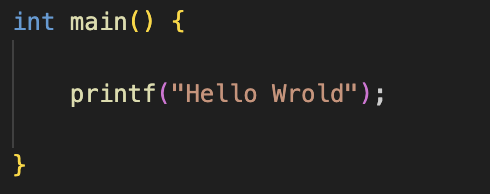 int main() {
printf("Hello Wrold");
}